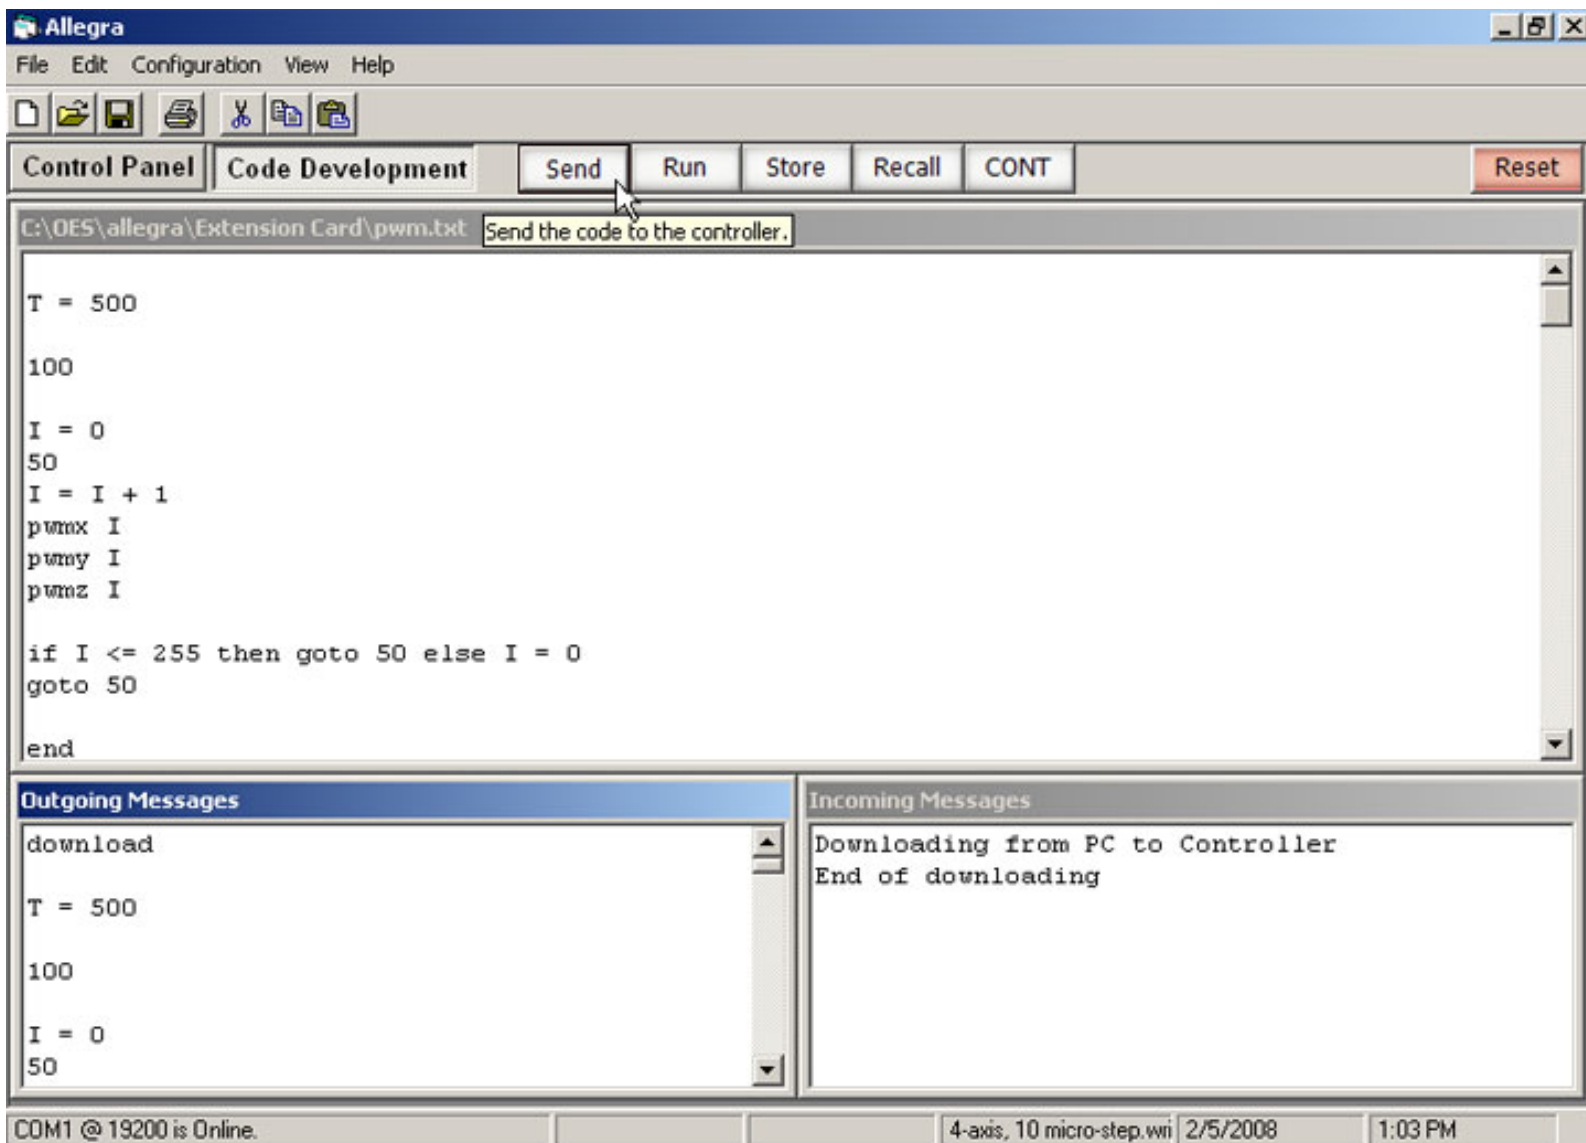 Allegra
File Edit Configuration View Help
Control Panel Code Development Send Run Store Recall CONT Reset
C:\OES\allegra\Extension Card\pwm.txt
Send the code to the controller.
T = 500
100
I = 0
50
I = I + 1
pwmx I
pwmy I
pwmz I
if I <= 255 then goto 50 else I = 0
goto 50
end
Outgoing Messages
download
T = 500
100
I = 0
50
Incoming Messages
Downloading from PC to Controller
End of downloading
COM1 @ 19200 is Online. 4-axis, 10 micro-step.wri 2/5/2008 1:03 PM